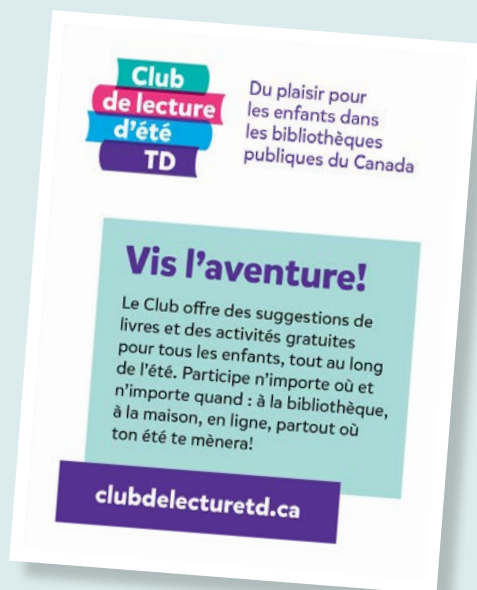 Club
de lecture
d'été
TD
Du plaisir pour
les enfants dans
les bibliothèques
publiques du Canada
Vis l'aventure!
Le Club offre des suggestions de
livres et des activités gratuites
pour tous les enfants, tout au long
de l'été. Participe n'importe où et
n'importe quand : à la bibliothèque,
à la maison, en ligne, partout où
ton été te mènera!
clubdelecturetd.ca